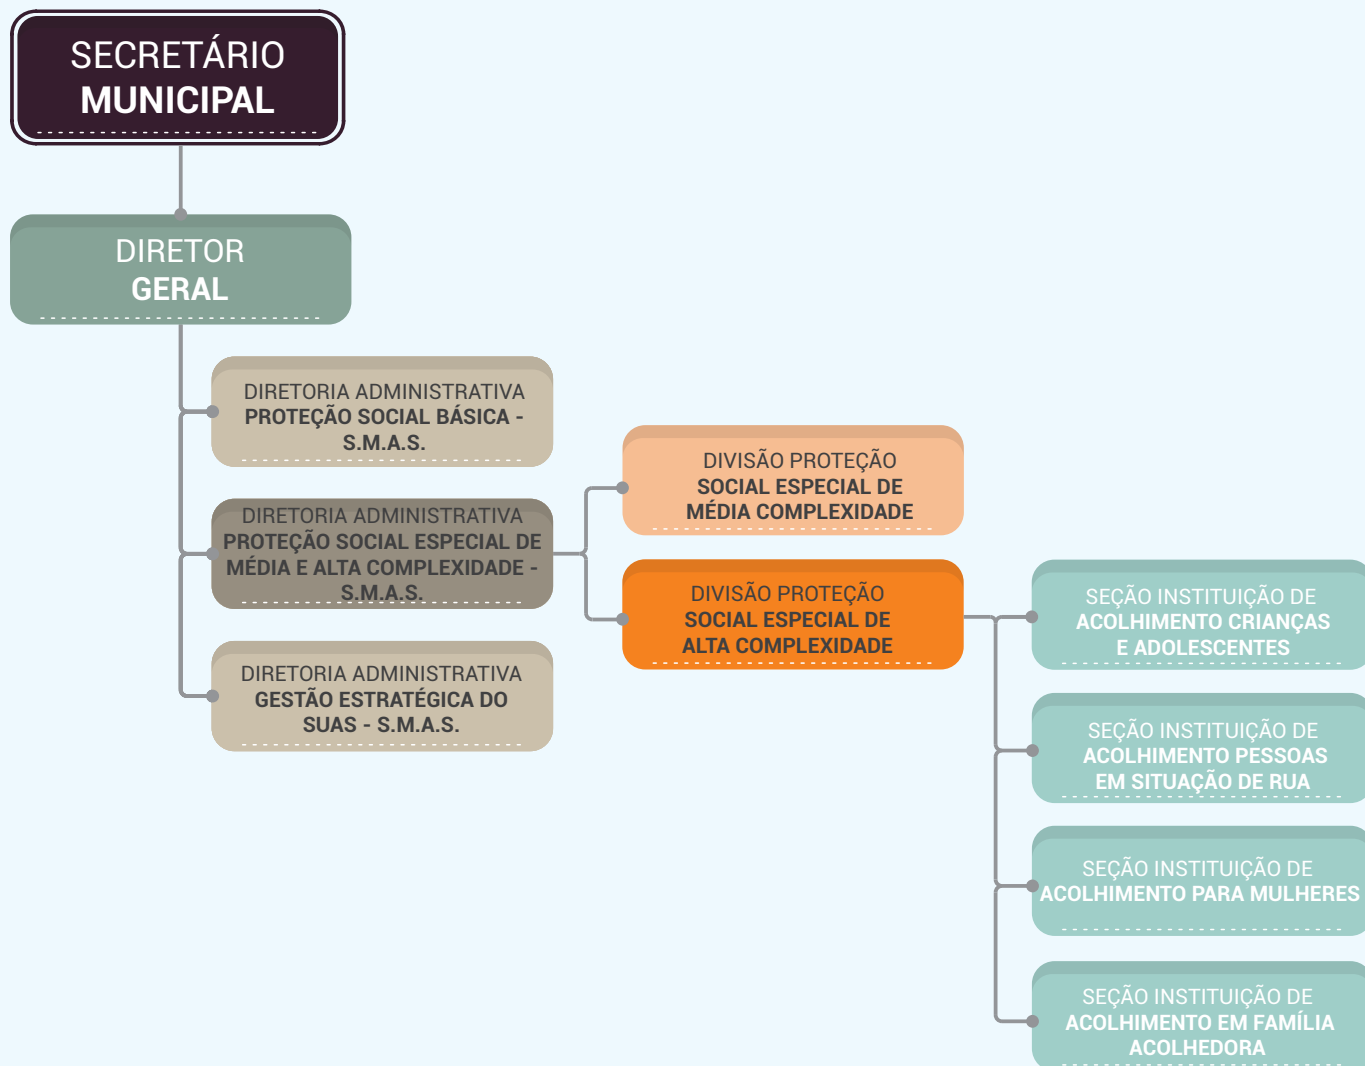 SECRETÁRIO
MUNICIPAL
DIRETOR
GERAL
DIRETORIA ADMINISTRATIVA
PROTEÇÃO SOCIAL BÁSICA -
S.M.A.S.
DIRETORIA ADMINISTRATIVA
PROTEÇÃO SOCIAL ESPECIAL DE
MÉDIA E ALTA COMPLEXIDADE -
S.M.A.S.
DIRETORIA ADMINISTRATIVA
GESTÃO ESTRATÉGICA DO
SUAS - S.M.A.S.
DIVISÃO PROTEÇÃO
SOCIAL ESPECIAL DE
MÉDIA COMPLEXIDADE
DIVISÃO PROTEÇÃO
SOCIAL ESPECIAL DE
ALTA COMPLEXIDADE
SEÇÃO INSTITUIÇÃO DE
ACOLHIMENTO CRIANÇAS
E ADOLESCENTES
SEÇÃO INSTITUIÇÃO DE
ACOLHIMENTO PESSOAS
EM SITUAÇÃO DE RUA
SEÇÃO INSTITUIÇÃO DE
ACOLHIMENTO PARA MULHERES
SEÇÃO INSTITUIÇÃO DE
ACOLHIMENTO EM FAMÍLIA
ACOLHEDORA